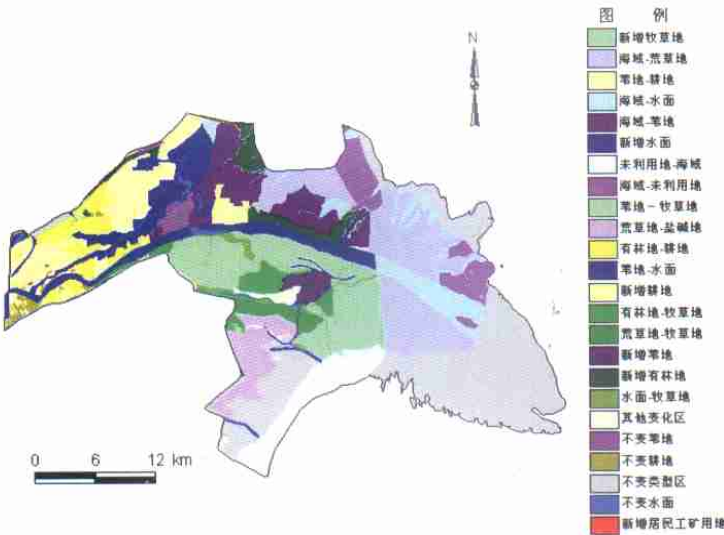 图 例
N
新增牧草地
海域-荒草地
苇地-耕地
海域-水面
海域-苇地
新增水面
未利用地-海域
海域-未利用地
苇地-牧草地
荒草地-盐碱地
有林地-耕地
苇地-水面
新增耕地
有林地-牧草地
荒草地-牧草地
新增苇地
新增有林地
水面-牧草地
其他变化区
不变苇地
不变耕地
不变类型区
不变水面
新增居民工矿用地
0 6 12 km